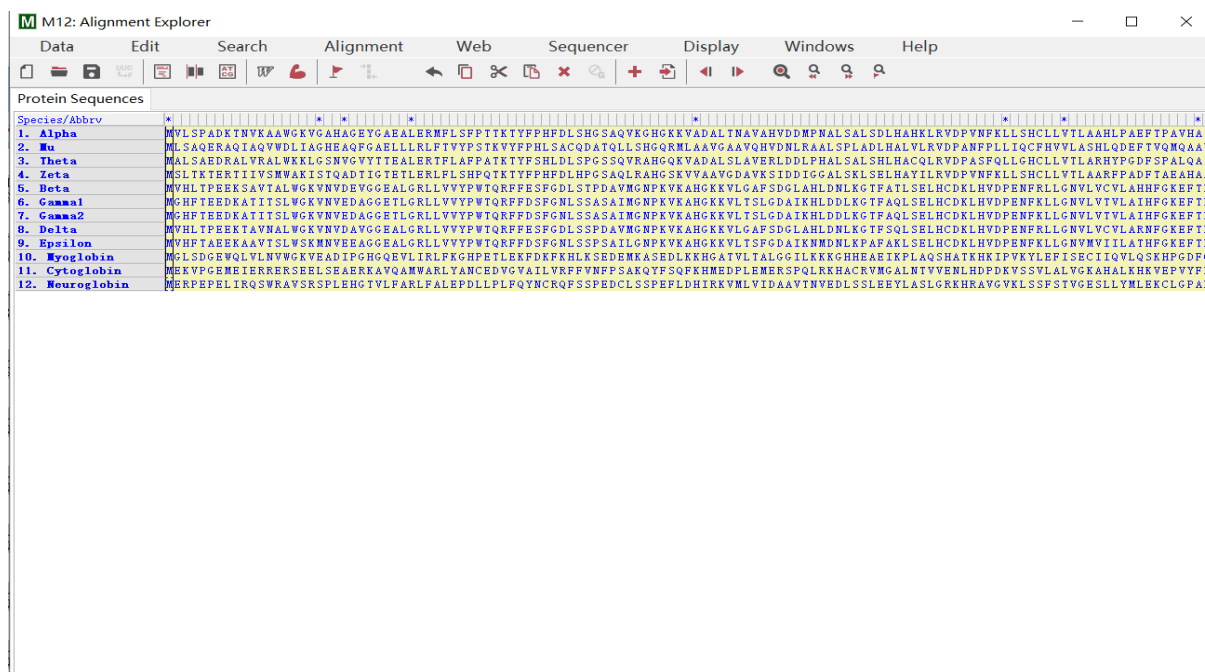 M12: Alignment Explorer
Data Edit Search Alignment Web Sequencer Display Windows Help
Protein Sequences
Species/Abbrv * * * * * * * *
1. Alpha MVLSPADKTNVKAAWGKVGAHAGEYGAEALERMFLSFPTTKTYFPHFDLSHGSAQVKGHGKKVADALTNAVAHVDDMPNALSALSDLHAHKLRVDPVNFKLLSHCLLVTLAAHLPAEFTPAVHA
2. Mu MLSAQERAQIAQVWDLIAGHEAQFGAELLLRLFTVYPSTKVYFPHLSACQDATQLLSHGQRMLAAVGAAVQHVDNLRAALSPLADLHALVLRVDPANFPLLIQCFHVVLASHLQDEFTVQMQAA
3. Theta MALSAEDRALVRALWKKLGSNVGVYTTEALERTFLAFPATKTYFSHLDLSPGSSQVRAHGQKVADALSLAVERLDDLPHALSALSHLHACQLRVDPASFQLLGHCLLVTLARHYPGDFSPALQA
4. Zeta MSLTKTERTIIVSMWAKISTQADTIGTETLERLFLSHPQTKTYFPHFDLHPGSAQLRAHGSKVVAAVGDAVKSIDDIGGALSKLSELHAYILRVDPVNFKLLSHCLLVTLAARFPADFTAEAHA
5. Beta MVHLTPEEKSAVTALWGKVNVDEVGGEALGRLLVVYPWTQRFFESFGDLSTPDAVMGNPKVKAHGKKVLGAFSDGLAHLDNLKGTFATLSELHCDKLHVDPENFRLLGNVLVCVLAHHFGKEFT
6. Gamma1 MGHFTEEDKATITSLWGKVNVEDAGGETLGRLLVVYPWTQRFFDSFGNLSSASAIMGNPKVKAHGKKVLTSLGDAIKHLDDLKGTFAQLSELHCDKLHVDPENFKLLGNVLVTVLAIHFGKEFT
7. Gamma2 MGHFTEEDKATITSLWGKVNVEDAGGETLGRLLVVYPWTQRFFDSFGNLSSASAIMGNPKVKAHGKKVLTSLGDAIKHLDDLKGTFAQLSELHCDKLHVDPENFKLLGNVLVTVLAIHFGKEFT
8. Delta MVHLTPEEKTAVNALWGKVNVDAVGGEALGRLLVVYPWTQRFFESFGDLSSPDAVMGNPKVKAHGKKVLGAFSDGLAHLDNLKGTFSQLSELHCDKLHVDPENFRLLGNVLVCVLARNFGKEFT
9. Epsilon MVHFTAEEKAAVTSLWSKMNVEEAGGEALGRLLVVYPWTQRFFDSFGNLSSPSAILGNPKVKAHGKKVLTSFGDAIKNMDNLKPAFAKLSELHCDKLHVDPENFKLLGNVMVIILATHFGKEFT
10. Myoglobin MGLSDGEWQLVLNVWGKVEADIPGHGQEVLIRLFKGHPETLEKFDKFKHLKSEDEMKASEDLKKHGATVLTALGGILKKKGHHEAEIKPLAQSHATKHKIPVKYLEFISECIIQVLQSKHPGDF
11. Cytoglobin MEKVPGEMEIERRERSEELSEAERKAVQAMWARLYANCEDVGVAILVRFFVNFPSAKQYFSQFKHMEDPLEMERSPQLRKHACRVMGALNTVVENLHDPDKVSSVLALVGKAHALKHKVEPVYF
12. Neuroglobin MERPEPELIRQSWRAVSRSPLEHGTVLFARLFALEPDLLPLFQYNCRQFSSPEDCLSSPEFLDHIRKVMLVIDAAVTNVEDLSSLEEYLASLGRKHRAVGVKLSSFSTVGESLLYMLEKCLGPA